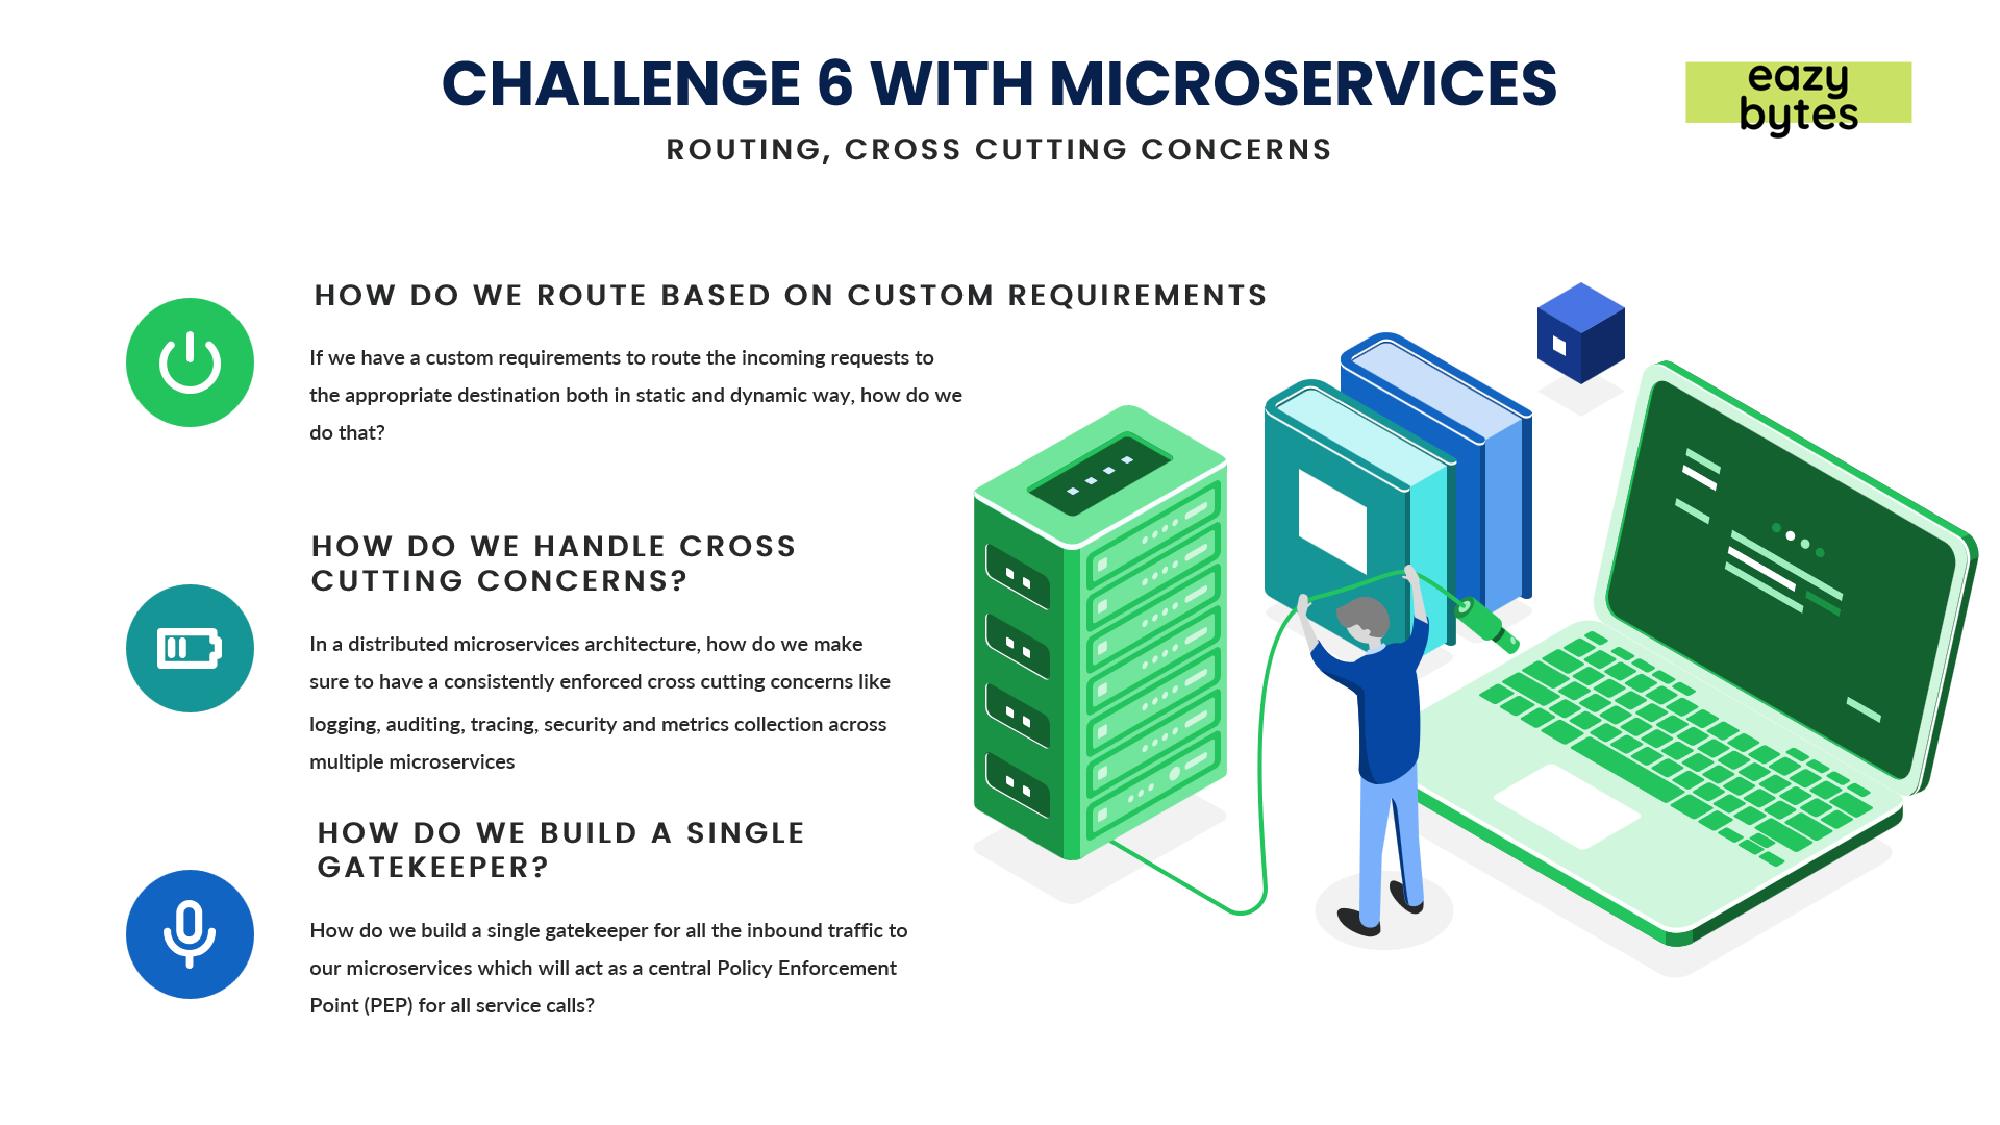 CHALLENGE 6 WITH MICROSERVICES
eazy
bytes
ROUTING, CROSS CUTTING CONCERNS
HOW DO WE ROUTE BASED ON CUSTOM REQUIREMENTS
If we have a custom requirements to route the incoming requests to
the appropriate destination both in static and dynamic way, how do we
do that?
HOW DO WE HANDLE CROSS
CUTTING CONCERNS?
In a distributed microservices architecture, how do we make
sure to have a consistently enforced cross cutting concerns like
logging, auditing, tracing, security and metrics collection across
multiple microservices
HOW DO WE BUILD A SINGLE
GATEKEEPER?
How do we build a single gatekeeper for all the inbound traffic to
our microservices which will act as a central Policy Enforcement
Point (PEP) for all service calls?